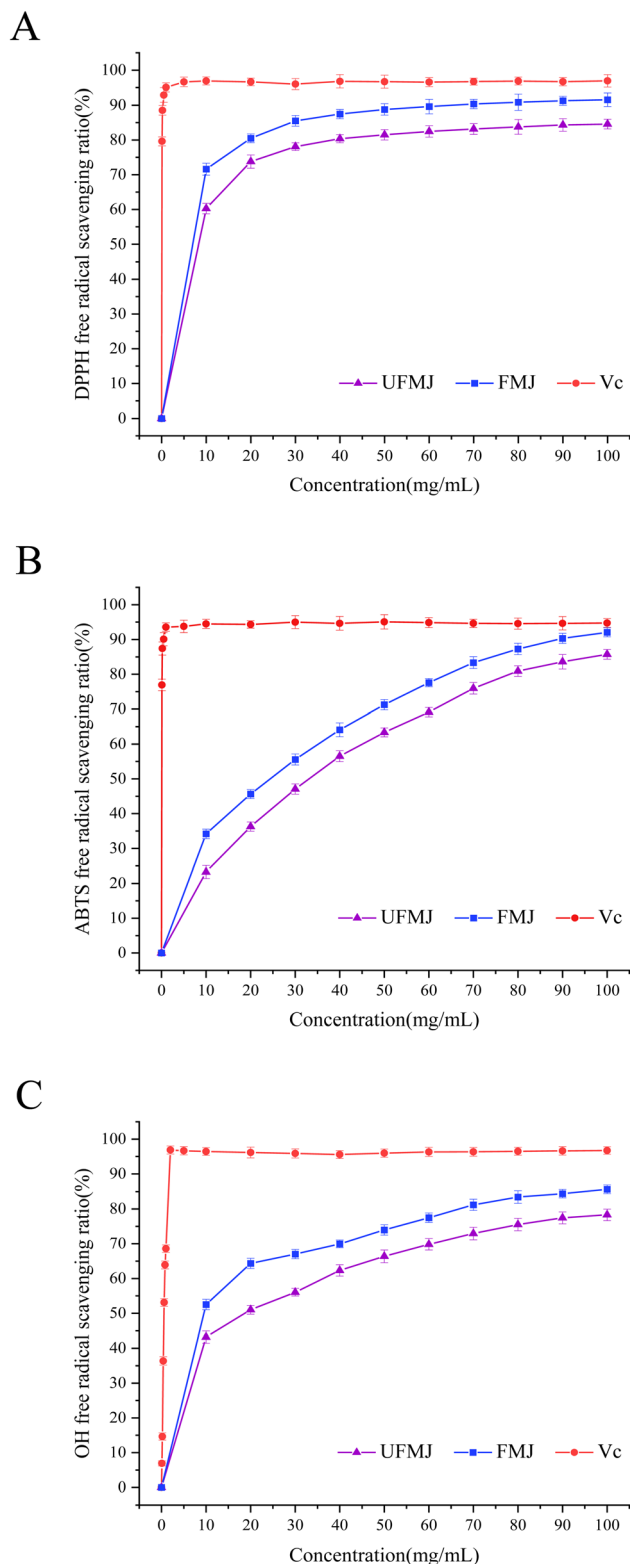 A
DPPH free radical scavenging ratio(%)
100
90
80
70
60
50
40
30
20
10
0
UFMJ FMJ Vc
0 10 20 30 40 50 60 70 80 90 100
Concentration(mg/mL)
B
ABTS free radical scavenging ratio(%)
100
90
80
70
60
50
40
30
20
10
0
UFMJ FMJ Vc
0 10 20 30 40 50 60 70 80 90 100
Concentration(mg/mL)
C
OH free radical scavenging ratio(%)
100
90
80
70
60
50
40
30
20
10
0
UFMJ FMJ Vc
0 10 20 30 40 50 60 70 80 90 100
Concentration(mg/mL)